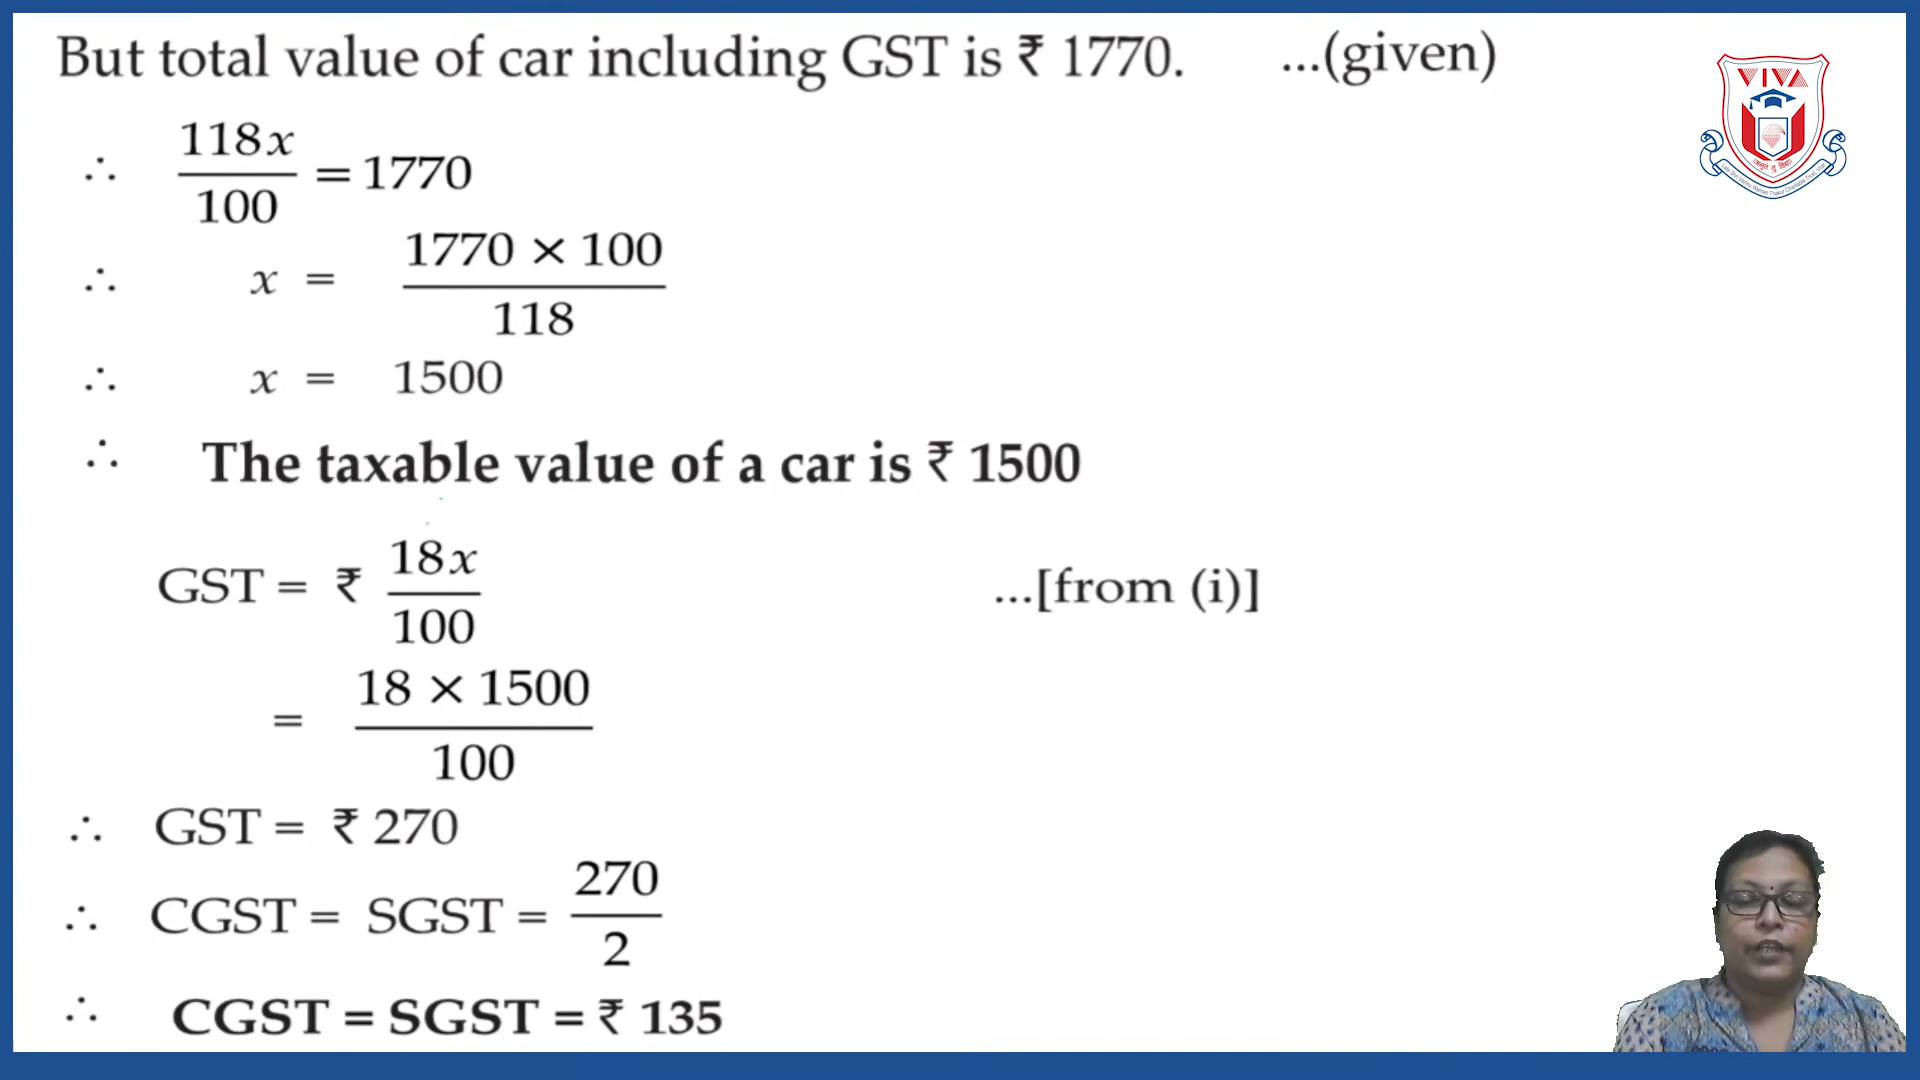 But total value of car including GST is ₹ 1770. ...(given)
VIVA
∴ 118x/100 = 1770
∴ x = 1770 × 100/118
∴ x = 1500
∴ The taxable value of a car is ₹ 1500
GST = ₹ 18x/100 ...[from (i)]
= 18 × 1500/100
∴ GST = ₹ 270
∴ CGST = SGST = 270/2
∴ CGST = SGST = ₹ 135